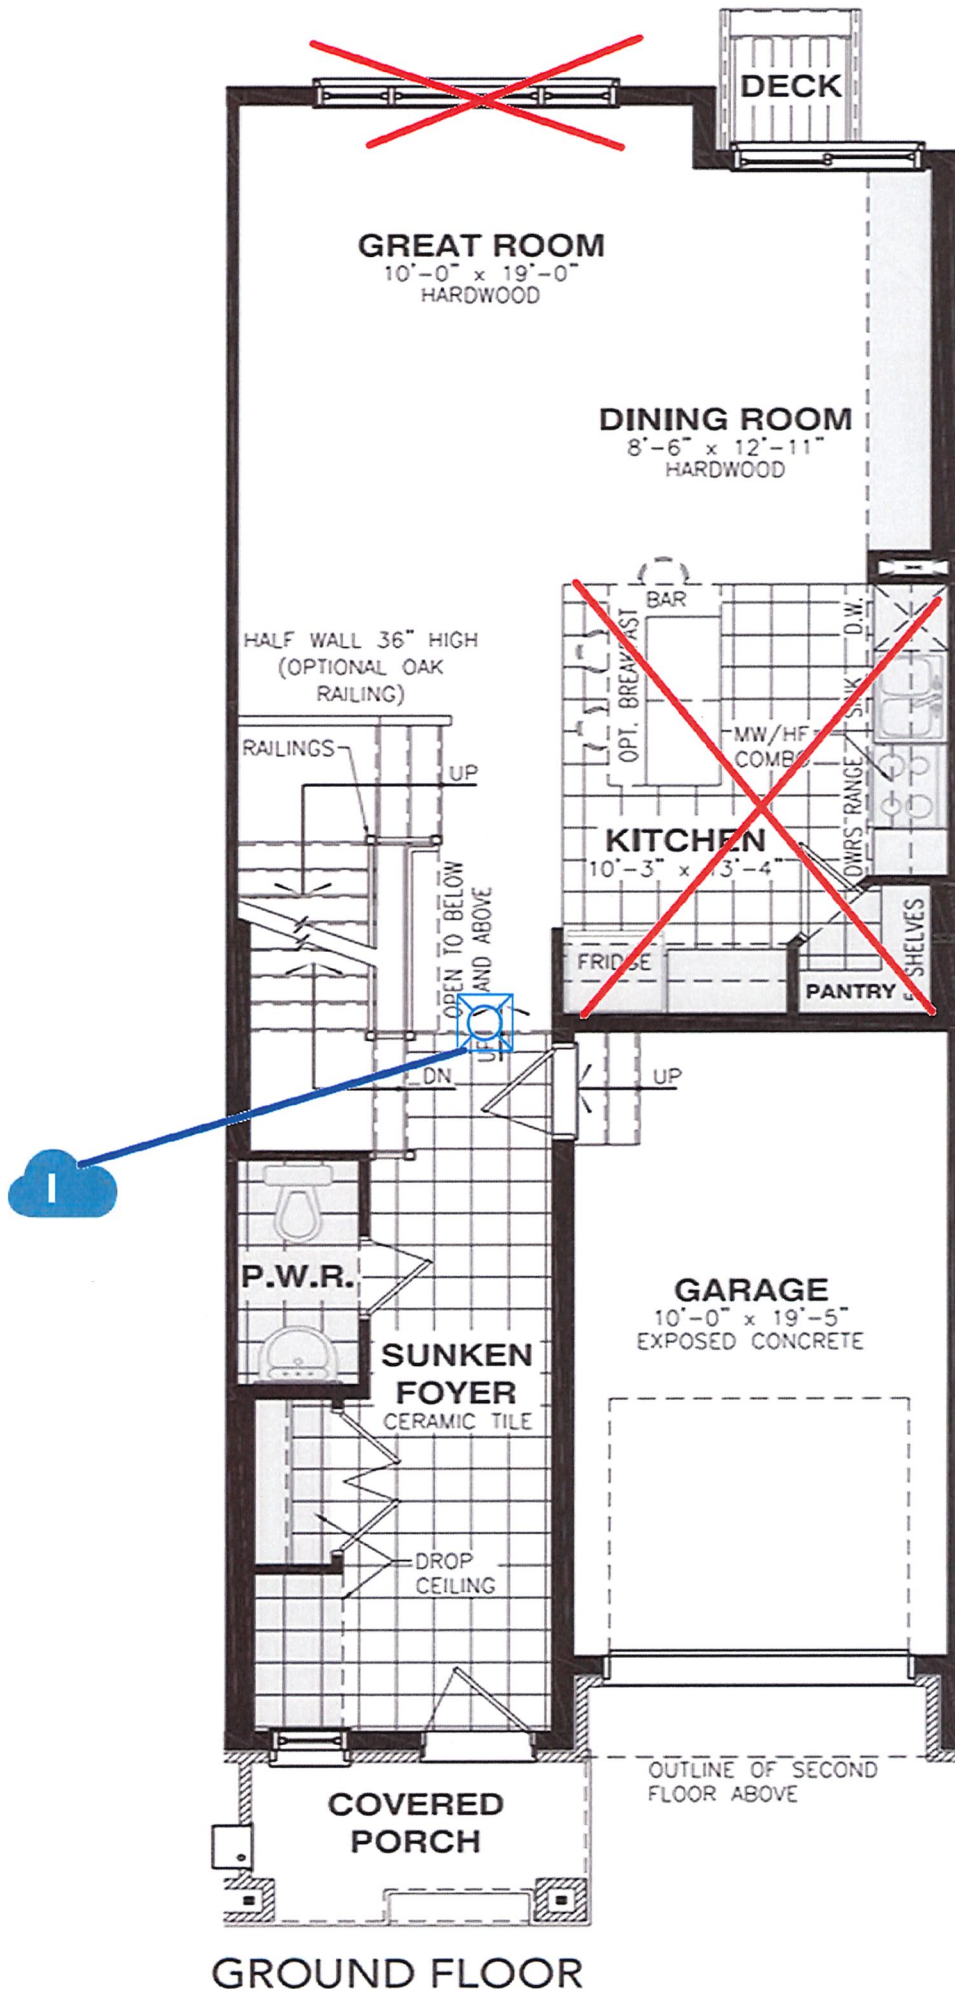 DECK
GREAT ROOM
10'-0" x 19'-0"
HARDWOOD
DINING ROOM
8'-6" x 12'-11"
HARDWOOD
BAR
OPT. BREAKFAST
D.W.
SINK
RANGE
DWRS
MW/HF
COMBO
HALF WALL 36" HIGH
(OPTIONAL OAK
RAILING)
RAILINGS
UP
KITCHEN
10'-3" x 13'-4"
OPEN TO BELOW
AND ABOVE
FRIDGE
PANTRY
SHELVES
UP
DN
UP
I
P.W.R.
GARAGE
10'-0" x 19'-5"
EXPOSED CONCRETE
SUNKEN
FOYER
CERAMIC TILE
DROP
CEILING
OUTLINE OF SECOND
FLOOR ABOVE
COVERED
PORCH
GROUND FLOOR